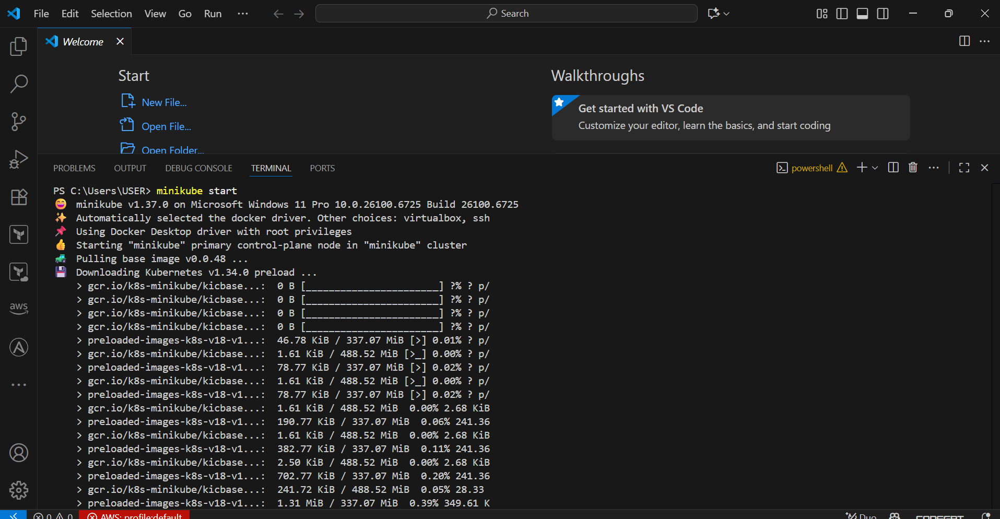 File Edit Selection View Go Run ...
Search
Welcome
Start
New File...
Open File...
Open Folder...
Walkthroughs
Get started with VS Code
Customize your editor, learn the basics, and start coding
PROBLEMS OUTPUT DEBUG CONSOLE TERMINAL PORTS
powershell
PS C:\Users\USER> minikube start
😄 minikube v1.37.0 on Microsoft Windows 11 Pro 10.0.26100.6725 Build 26100.6725
✨ Automatically selected the docker driver. Other choices: virtualbox, ssh
📌 Using Docker Desktop driver with root privileges
👍 Starting "minikube" primary control-plane node in "minikube" cluster
🚜 Pulling base image v0.0.48 ...
💾 Downloading Kubernetes v1.34.0 preload ...
> gcr.io/k8s-minikube/kicbase...: 0 B [_______________________] ?% ? p/
> gcr.io/k8s-minikube/kicbase...: 0 B [_______________________] ?% ? p/
> gcr.io/k8s-minikube/kicbase...: 0 B [_______________________] ?% ? p/
> gcr.io/k8s-minikube/kicbase...: 0 B [_______________________] ?% ? p/
> preloaded-images-k8s-v18-v1...: 46.78 KiB / 337.07 MiB [>] 0.01% ? p/
> gcr.io/k8s-minikube/kicbase...: 1.61 KiB / 488.52 MiB [>_] 0.00% ? p/
> preloaded-images-k8s-v18-v1...: 78.77 KiB / 337.07 MiB [>] 0.02% ? p/
> gcr.io/k8s-minikube/kicbase...: 1.61 KiB / 488.52 MiB [>_] 0.00% ? p/
> preloaded-images-k8s-v18-v1...: 78.77 KiB / 337.07 MiB [>] 0.02% ? p/
> gcr.io/k8s-minikube/kicbase...: 1.61 KiB / 488.52 MiB 0.00% 2.68 KiB
> preloaded-images-k8s-v18-v1...: 190.77 KiB / 337.07 MiB 0.06% 241.36
> gcr.io/k8s-minikube/kicbase...: 1.61 KiB / 488.52 MiB 0.00% 2.68 KiB
> preloaded-images-k8s-v18-v1...: 382.77 KiB / 337.07 MiB 0.11% 241.36
> gcr.io/k8s-minikube/kicbase...: 2.50 KiB / 488.52 MiB 0.00% 2.68 KiB
> preloaded-images-k8s-v18-v1...: 702.77 KiB / 337.07 MiB 0.20% 241.36
> gcr.io/k8s-minikube/kicbase...: 241.72 KiB / 488.52 MiB 0.05% 28.33
> preloaded-images-k8s-v18-v1...: 1.31 MiB / 337.07 MiB 0.39% 349.61 K
aws
0 0 AWS: profile:default Duo CODEGPT